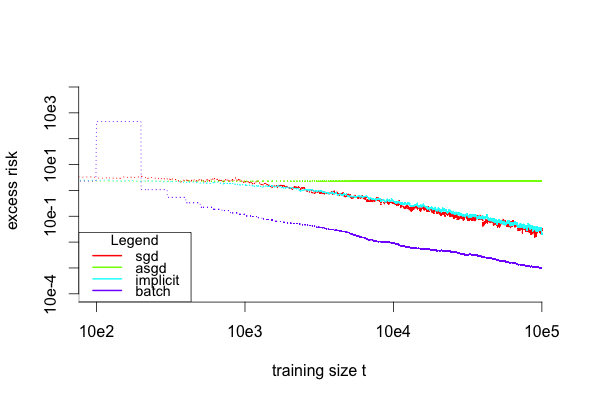 excess risk
10e3
10e1
10e-1
10e-4
Legend
sgd
asgd
implicit
batch
10e2
10e3
10e4
10e5
training size t